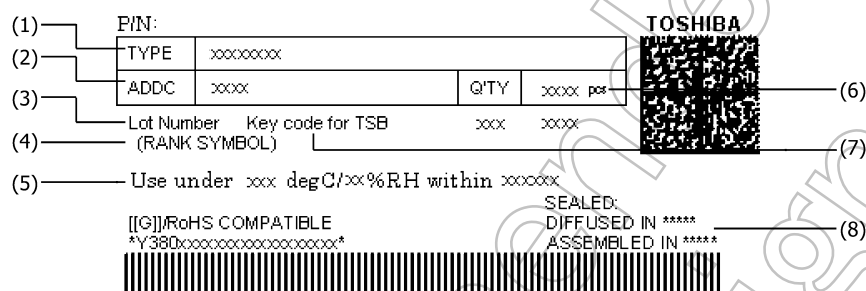 P/N: TOSHIBA
(1) TYPE xxxxxxxx
(2) ADDC xxxx Q'TY xxxx pcs (6)
(3) Lot Number Key code for TSB xxx xxxx
(4) (RANK SYMBOL) (7)
(5) Use under xxx degC/xx%RH within xxxxxx
SEALED:
[[G]]/RoHS COMPATIBLE DIFFUSED IN ***** (8)
*Y380xxxxxxxxxxxxxxxxx* ASSEMBLED IN *****